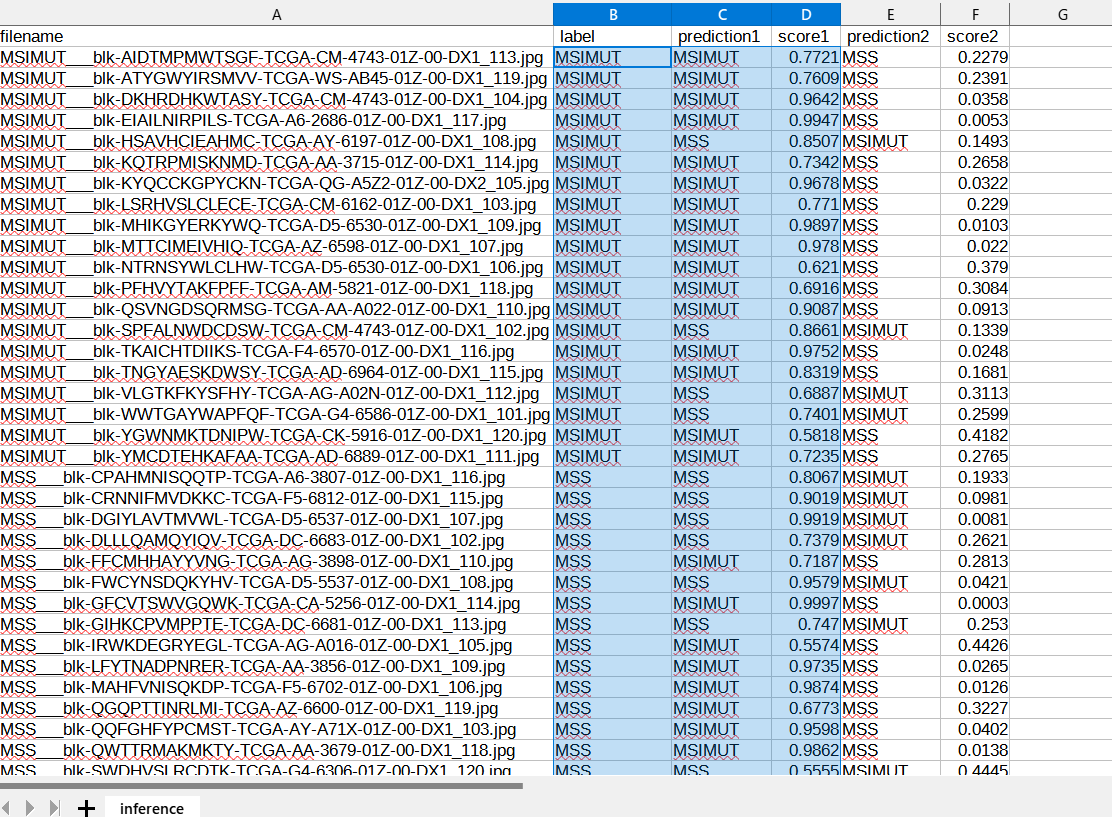 A B C D E F G
filename label prediction1 score1 prediction2 score2
MSIMUT___blk-AIDTMPMWTSGF-TCGA-CM-4743-01Z-00-DX1_113.jpg MSIMUT MSIMUT 0.7721 MSS 0.2279
MSIMUT___blk-ATYGWYIRSMVV-TCGA-WS-AB45-01Z-00-DX1_119.jpg MSIMUT MSIMUT 0.7609 MSS 0.2391
MSIMUT___blk-DKHRDHKWTASY-TCGA-CM-4743-01Z-00-DX1_104.jpg MSIMUT MSIMUT 0.9642 MSS 0.0358
MSIMUT___blk-EIAILNIRPILS-TCGA-A6-2686-01Z-00-DX1_117.jpg MSIMUT MSIMUT 0.9947 MSS 0.0053
MSIMUT___blk-HSAVHCIEAHMC-TCGA-AY-6197-01Z-00-DX1_108.jpg MSIMUT MSS 0.8507 MSIMUT 0.1493
MSIMUT___blk-KQTRPMISKNMD-TCGA-AA-3715-01Z-00-DX1_114.jpg MSIMUT MSIMUT 0.7342 MSS 0.2658
MSIMUT___blk-KYQCCKGPYCKN-TCGA-QG-A5Z2-01Z-00-DX2_105.jpg MSIMUT MSIMUT 0.9678 MSS 0.0322
MSIMUT___blk-LSRHVSLCLECE-TCGA-CM-6162-01Z-00-DX1_103.jpg MSIMUT MSIMUT 0.771 MSS 0.229
MSIMUT___blk-MHIKGYERKYWQ-TCGA-D5-6530-01Z-00-DX1_109.jpg MSIMUT MSIMUT 0.9897 MSS 0.0103
MSIMUT___blk-MTTCIMEIVHIQ-TCGA-AZ-6598-01Z-00-DX1_107.jpg MSIMUT MSIMUT 0.978 MSS 0.022
MSIMUT___blk-NTRNSYWLCLHW-TCGA-D5-6530-01Z-00-DX1_106.jpg MSIMUT MSIMUT 0.621 MSS 0.379
MSIMUT___blk-PFHVYTAKFPFF-TCGA-AM-5821-01Z-00-DX1_118.jpg MSIMUT MSIMUT 0.6916 MSS 0.3084
MSIMUT___blk-QSVNGDSQRMSG-TCGA-AA-A022-01Z-00-DX1_110.jpg MSIMUT MSIMUT 0.9087 MSS 0.0913
MSIMUT___blk-SPFALNWDCDSW-TCGA-CM-4743-01Z-00-DX1_102.jpg MSIMUT MSS 0.8661 MSIMUT 0.1339
MSIMUT___blk-TKAICHTDIIKS-TCGA-F4-6570-01Z-00-DX1_116.jpg MSIMUT MSIMUT 0.9752 MSS 0.0248
MSIMUT___blk-TNGYAESKDWSY-TCGA-AD-6964-01Z-00-DX1_115.jpg MSIMUT MSIMUT 0.8319 MSS 0.1681
MSIMUT___blk-VLGTKFKYSFHY-TCGA-AG-A02N-01Z-00-DX1_112.jpg MSIMUT MSS 0.6887 MSIMUT 0.3113
MSIMUT___blk-WWTGAYWAPFQF-TCGA-G4-6586-01Z-00-DX1_101.jpg MSIMUT MSS 0.7401 MSIMUT 0.2599
MSIMUT___blk-YGWNMKTDNIPW-TCGA-CK-5916-01Z-00-DX1_120.jpg MSIMUT MSIMUT 0.5818 MSS 0.4182
MSIMUT___blk-YMCDTEHKAFAA-TCGA-AD-6889-01Z-00-DX1_111.jpg MSIMUT MSIMUT 0.7235 MSS 0.2765
MSS___blk-CPAHMNISQQTP-TCGA-A6-3807-01Z-00-DX1_116.jpg MSS MSS 0.8067 MSIMUT 0.1933
MSS___blk-CRNNIFMVDKKC-TCGA-F5-6812-01Z-00-DX1_115.jpg MSS MSS 0.9019 MSIMUT 0.0981
MSS___blk-DGIYLAVTMVWL-TCGA-D5-6537-01Z-00-DX1_107.jpg MSS MSS 0.9919 MSIMUT 0.0081
MSS___blk-DLLLQAMQYIQV-TCGA-DC-6683-01Z-00-DX1_102.jpg MSS MSS 0.7379 MSIMUT 0.2621
MSS___blk-FFCMHHAYYVNG-TCGA-AG-3898-01Z-00-DX1_110.jpg MSS MSIMUT 0.7187 MSS 0.2813
MSS___blk-FWCYNSDQKYHV-TCGA-D5-5537-01Z-00-DX1_108.jpg MSS MSS 0.9579 MSIMUT 0.0421
MSS___blk-GFCVTSWVGQWK-TCGA-CA-5256-01Z-00-DX1_114.jpg MSS MSIMUT 0.9997 MSS 0.0003
MSS___blk-GIHKCPVMPPTE-TCGA-DC-6681-01Z-00-DX1_113.jpg MSS MSS 0.747 MSIMUT 0.253
MSS___blk-IRWKDEGRYEGL-TCGA-AG-A016-01Z-00-DX1_105.jpg MSS MSIMUT 0.5574 MSS 0.4426
MSS___blk-LFYTNADPNRER-TCGA-AA-3856-01Z-00-DX1_109.jpg MSS MSIMUT 0.9735 MSS 0.0265
MSS___blk-MAHFVNISQKDP-TCGA-F5-6702-01Z-00-DX1_106.jpg MSS MSIMUT 0.9874 MSS 0.0126
MSS___blk-QGQPTTINRLMI-TCGA-AZ-6600-01Z-00-DX1_119.jpg MSS MSIMUT 0.6773 MSS 0.3227
MSS___blk-QQFGHFYPCMST-TCGA-AY-A71X-01Z-00-DX1_103.jpg MSS MSIMUT 0.9598 MSS 0.0402
MSS___blk-QWTTRMAKMKTY-TCGA-AA-3679-01Z-00-DX1_118.jpg MSS MSIMUT 0.9862 MSS 0.0138
MSS___blk-SWDHVSLRCDTK-TCGA-G4-6306-01Z-00-DX1_120.jpg MSS MSS 0.5555 MSIMUT 0.4445
inference